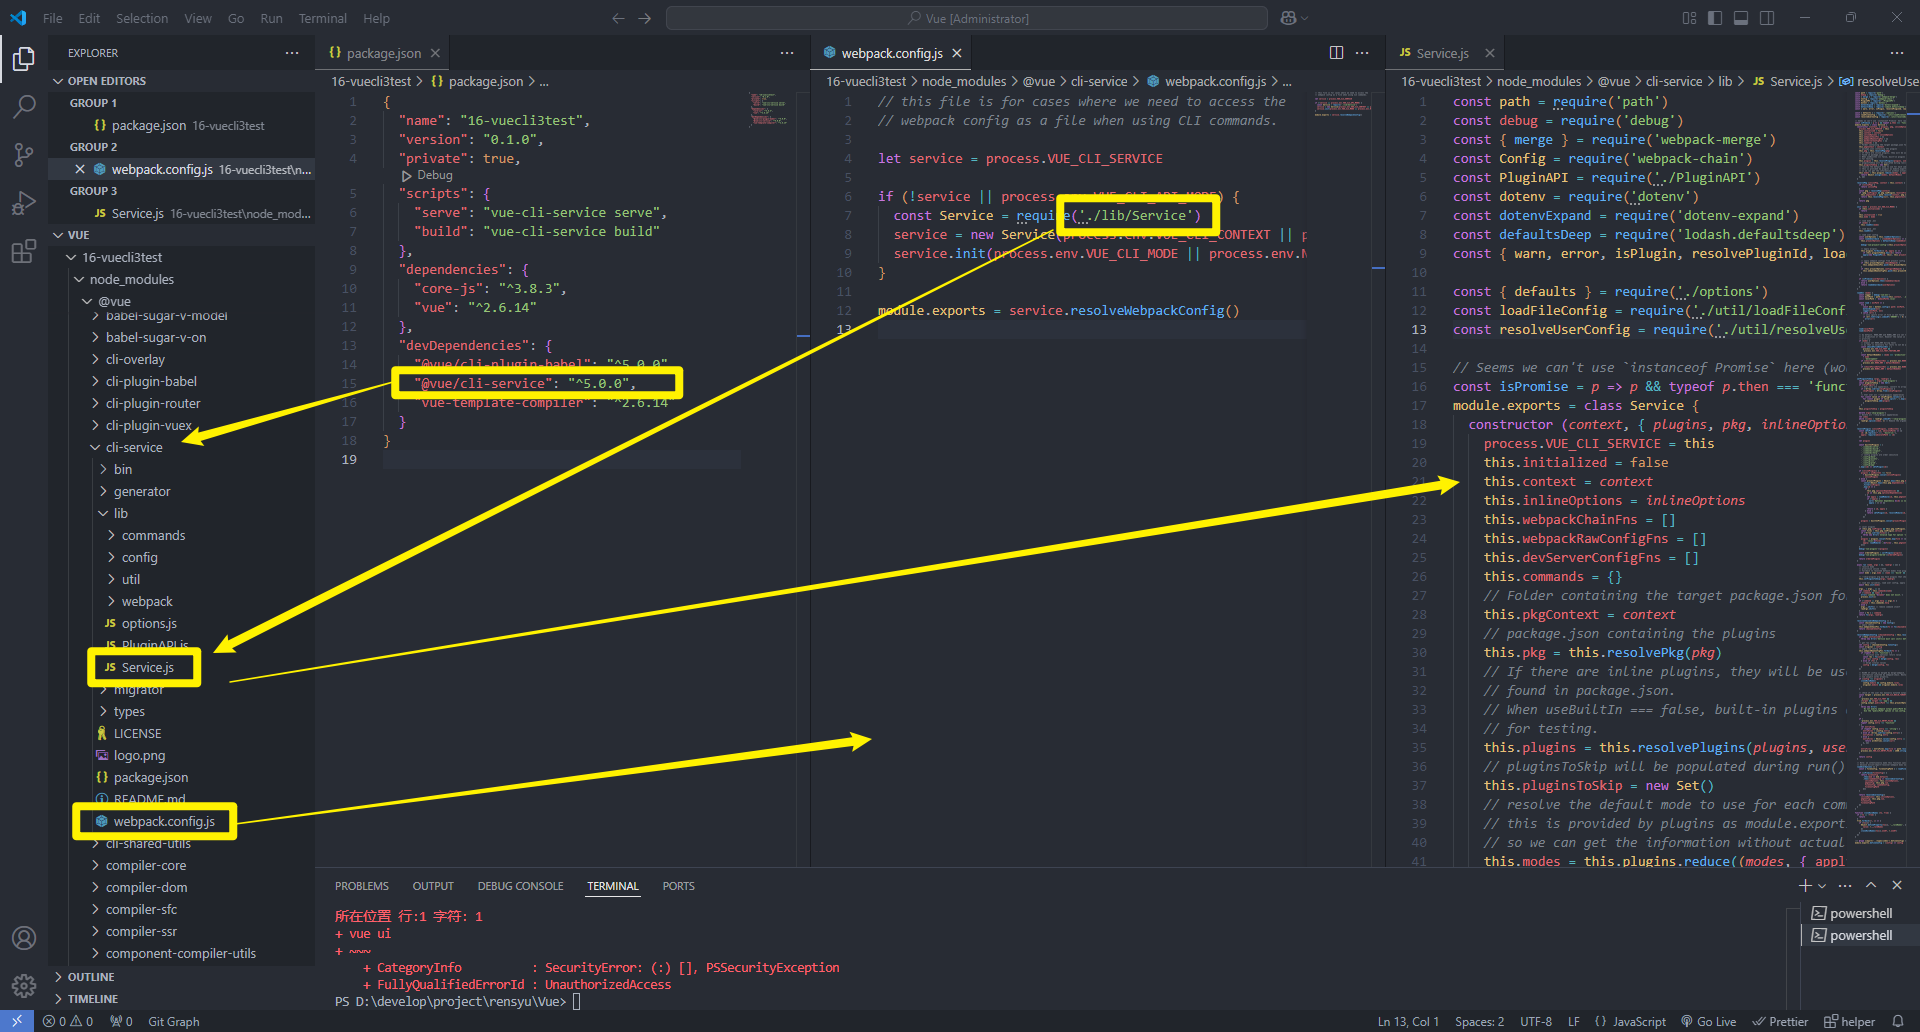 File Edit Selection View Go Run Terminal Help
Vue [Administrator]
EXPLORER
OPEN EDITORS
GROUP 1
package.json 16-vuecli3test
GROUP 2
webpack.config.js 16-vuecli3test\n...
GROUP 3
JS Service.js 16-vuecli3test\node_mod...
VUE
16-vuecli3test
node_modules
@vue
babel-sugar-v-model
babel-sugar-v-on
cli-overlay
cli-plugin-babel
cli-plugin-router
cli-plugin-vuex
cli-service
bin
generator
lib
commands
config
util
webpack
JS options.js
JS PluginAPI.js
JS Service.js
migrator
types
LICENSE
logo.png
{} package.json
README.md
webpack.config.js
cli-shared-utils
compiler-core
compiler-dom
compiler-sfc
compiler-ssr
component-compiler-utils
OUTLINE
TIMELINE
{} package.json
16-vuecli3test > {} package.json > ...
1 {
2 "name": "16-vuecli3test",
3 "version": "0.1.0",
4 "private": true,
Debug
5 "scripts": {
6 "serve": "vue-cli-service serve",
7 "build": "vue-cli-service build"
8 },
9 "dependencies": {
10 "core-js": "^3.8.3",
11 "vue": "^2.6.14"
12 },
13 "devDependencies": {
14 "@vue/cli-plugin-babel": "^5.0.0"
15 "@vue/cli-service": "^5.0.0",
16 vue-template-compiler": "^2.6.14
17 }
18 }
19
webpack.config.js
16-vuecli3test > node_modules > @vue > cli-service > webpack.config.js > ...
1 // this file is for cases where we need to access the
2 // webpack config as a file when using CLI commands.
3
4 let service = process.VUE_CLI_SERVICE
5
6 if (!service || process.env.VUE_CLI_API_MODE) {
7 const Service = require('./lib/Service')
8 service = new Service(process.env.VUE_CLI_CONTEXT || p
9 service.init(process.env.VUE_CLI_MODE || process.env.N
10 }
11
12 module.exports = service.resolveWebpackConfig()
13
JS Service.js
16-vuecli3test > node_modules > @vue > cli-service > lib > JS Service.js > resolveUse
1 const path = require('path')
2 const debug = require('debug')
3 const { merge } = require('webpack-merge')
4 const Config = require('webpack-chain')
5 const PluginAPI = require('./PluginAPI')
6 const dotenv = require('dotenv')
7 const dotenvExpand = require('dotenv-expand')
8 const defaultsDeep = require('lodash.defaultsdeep')
9 const { warn, error, isPlugin, resolvePluginId, loa
10
11 const { defaults } = require('./options')
12 const loadFileConfig = require('./util/loadFileConf
13 const resolveUserConfig = require('./util/resolveUs
14
15 // Seems we can't use `instanceof Promise` here (wo
16 const isPromise = p => p && typeof p.then === 'func
17 module.exports = class Service {
18 constructor (context, { plugins, pkg, inlineOptio
19 process.VUE_CLI_SERVICE = this
20 this.initialized = false
21 this.context = context
22 this.inlineOptions = inlineOptions
23 this.webpackChainFns = []
24 this.webpackRawConfigFns = []
25 this.devServerConfigFns = []
26 this.commands = {}
27 // Folder containing the target package.json fo
28 this.pkgContext = context
29 // package.json containing the plugins
30 this.pkg = this.resolvePkg(pkg)
31 // If there are inline plugins, they will be us
32 // found in package.json.
33 // When useBuiltIn === false, built-in plugins
34 // for testing.
35 this.plugins = this.resolvePlugins(plugins, use
36 // pluginsToSkip will be populated during run()
37 this.pluginsToSkip = new Set()
38 // resolve the default mode to use for each com
39 // this is provided by plugins as module.export
40 // so we can get the information without actual
41 this.modes = this.plugins.reduce((modes, { appl
PROBLEMS OUTPUT DEBUG CONSOLE TERMINAL PORTS
所在位置 行:1 字符: 1
+ vue ui
+ ~~~
+ CategoryInfo : SecurityError: (:) [], PSSecurityException
+ FullyQualifiedErrorId : UnauthorizedAccess
PS D:\develop\project\rensyu\Vue>
powershell
powershell
0 0 0 Git Graph
Ln 13, Col 1 Spaces: 2 UTF-8 LF {} JavaScript Go Live Prettier helper